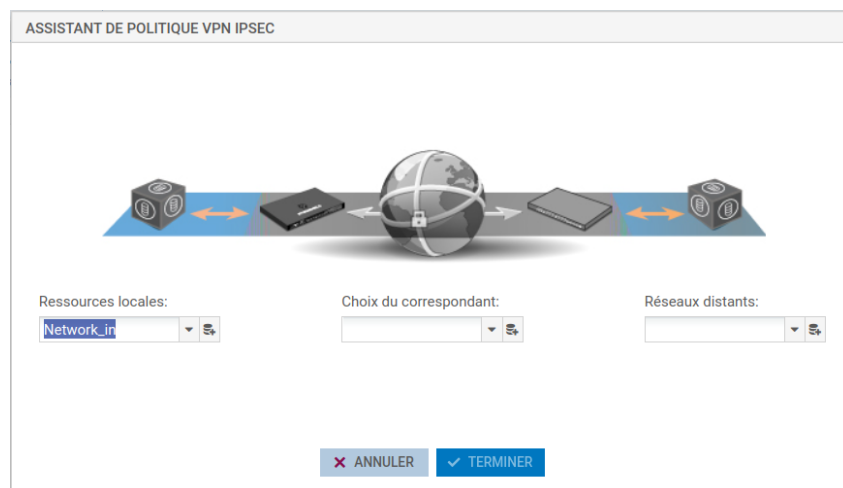 ASSISTANT DE POLITIQUE VPN IPSEC
Ressources locales:
Choix du correspondant:
Réseaux distants:
Network_in
ANNULER
TERMINER